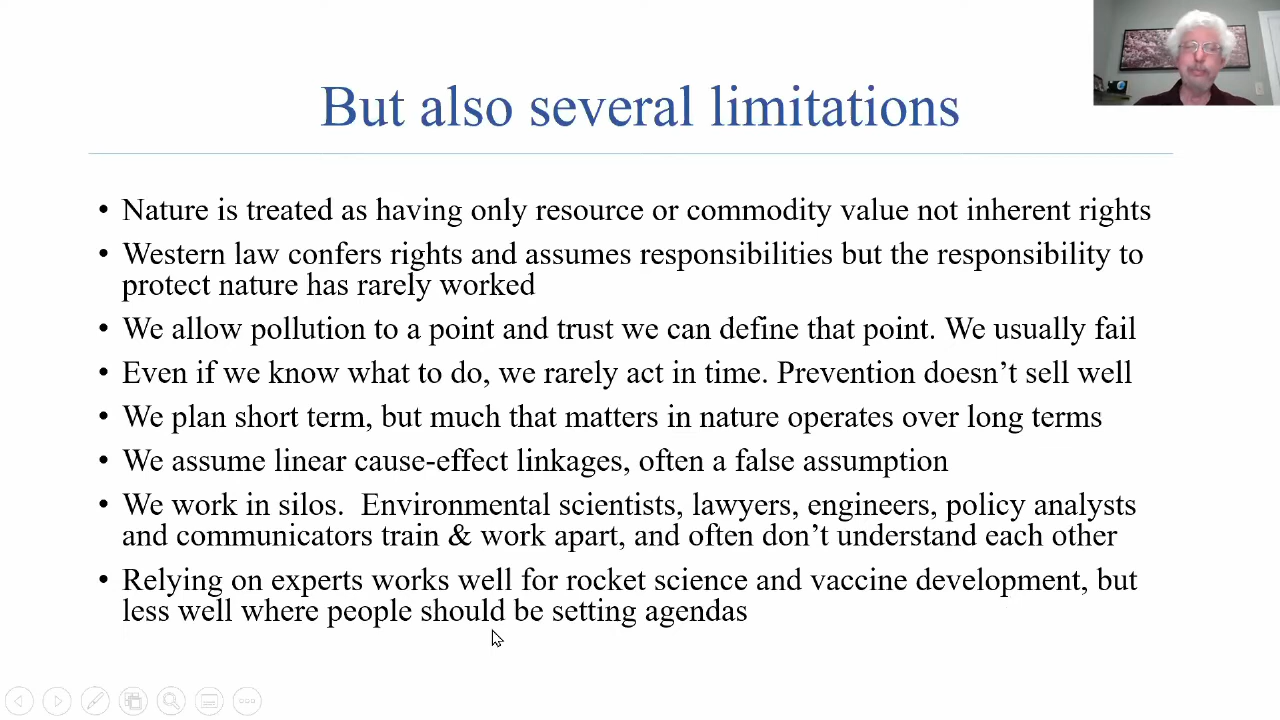 But also several limitations
• Nature is treated as having only resource or commodity value not inherent rights
• Western law confers rights and assumes responsibilities but the responsibility to
protect nature has rarely worked
• We allow pollution to a point and trust we can define that point. We usually fail
• Even if we know what to do, we rarely act in time. Prevention doesn’t sell well
• We plan short term, but much that matters in nature operates over long terms
• We assume linear cause-effect linkages, often a false assumption
• We work in silos.  Environmental scientists, lawyers, engineers, policy analysts
and communicators train & work apart, and often don’t understand each other
• Relying on experts works well for rocket science and vaccine development, but
less well where people should be setting agendas